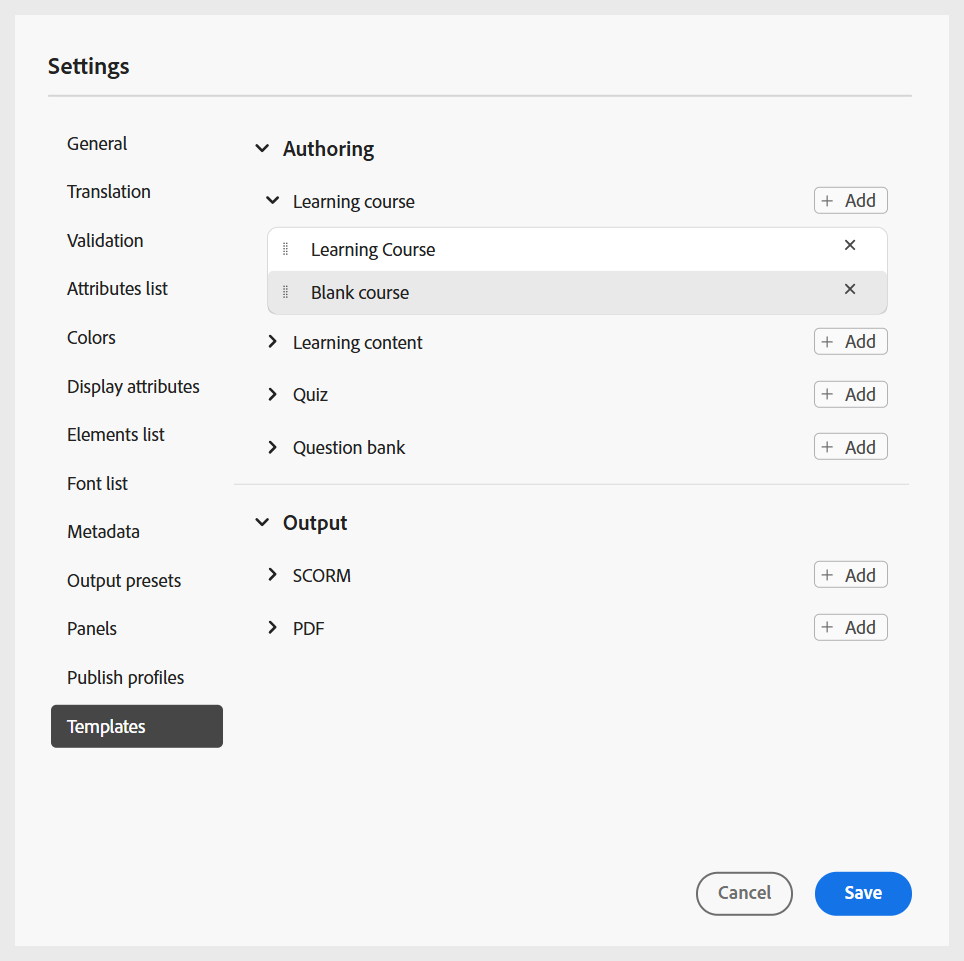 Settings
General
Translation
Validation
Attributes list
Colors
Display attributes
Elements list
Font list
Metadata
Output presets
Panels
Publish profiles
Templates
Authoring
Learning course
+ Add
Learning Course
Blank course
Learning content
+ Add
Quiz
+ Add
Question bank
+ Add
Output
SCORM
+ Add
PDF
+ Add
Cancel
Save